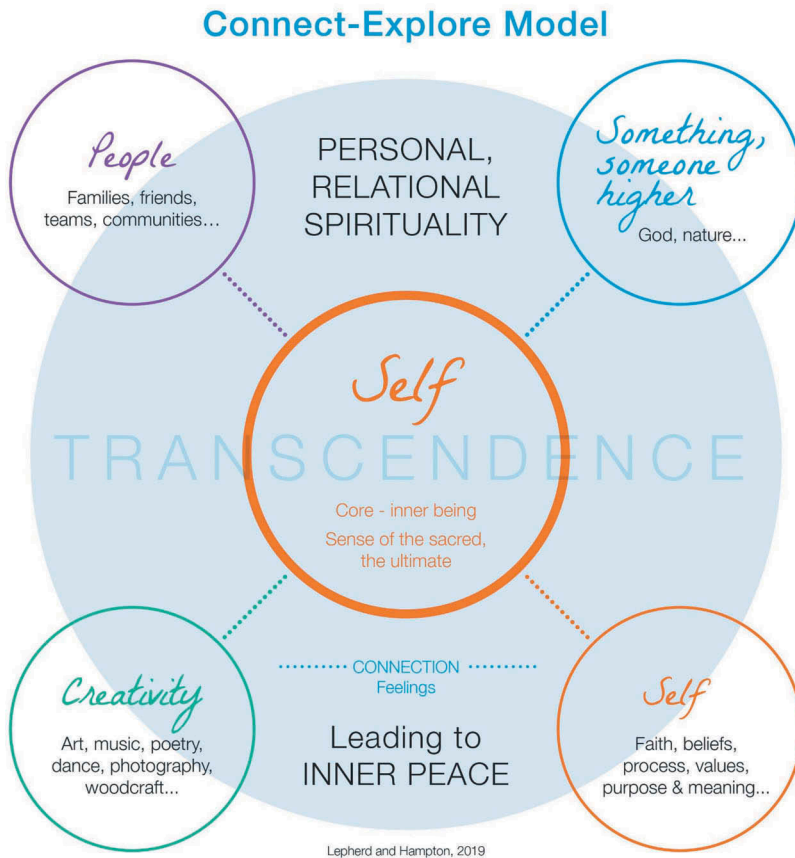 Connect-Explore Model
People
Families, friends,
teams, communities...
PERSONAL,
RELATIONAL
SPIRITUALITY
Something,
someone
higher
God, nature...
Self
TRANSCENDENCE
Core - inner being
Sense of the sacred,
the ultimate
Creativity
Art, music, poetry,
dance, photography,
woodcraft...
CONNECTION
Feelings
Leading to
INNER PEACE
Self
Faith, beliefs,
process, values,
purpose & meaning...
Lepherd and Hampton, 2019